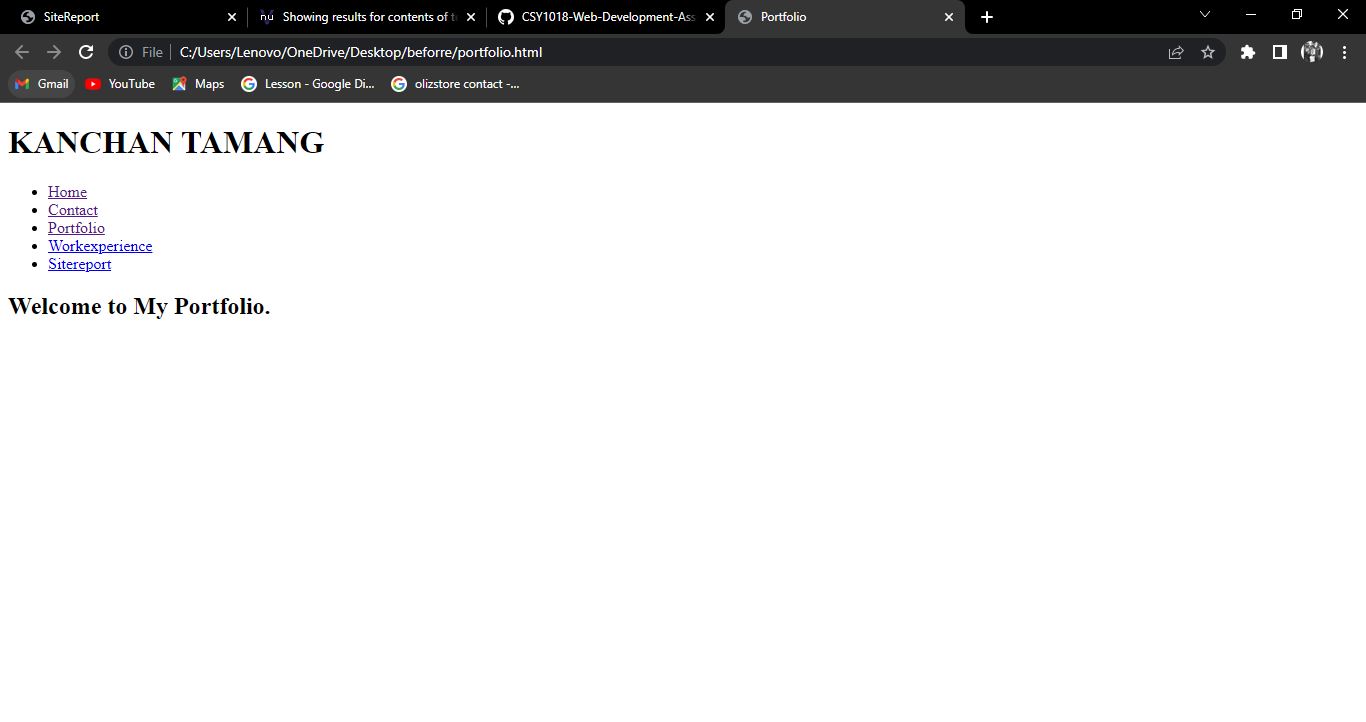 SiteReport
Showing results for contents of t
CSY1018-Web-Development-Ass
Portfolio
File
C:/Users/Lenovo/OneDrive/Desktop/beforre/portfolio.html
Gmail
YouTube
Maps
Lesson - Google Di...
olizstore contact -...
KANCHAN TAMANG
Home
Contact
Portfolio
Workexperience
Sitereport
Welcome to My Portfolio.